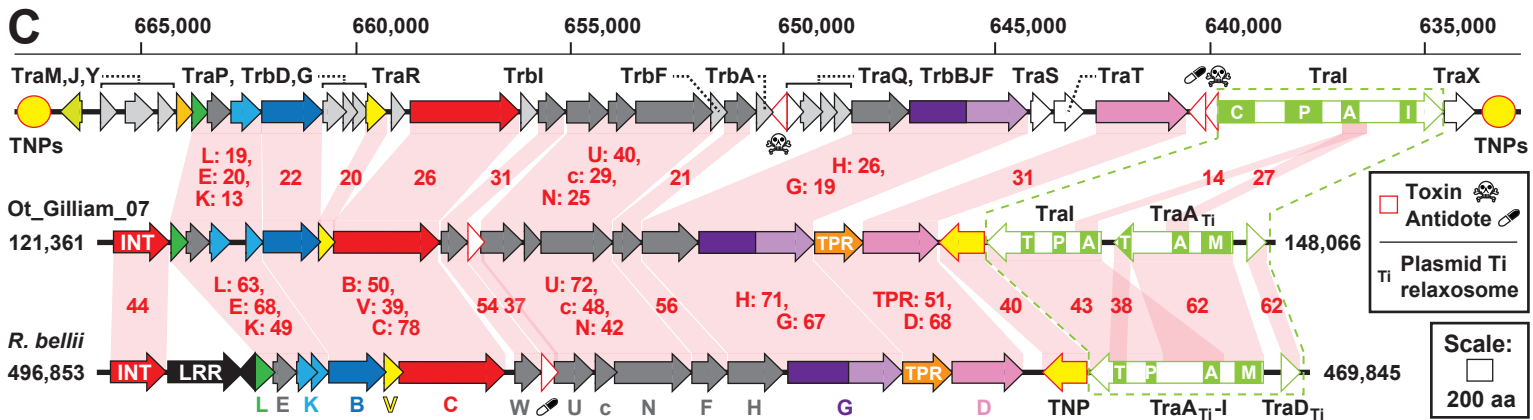 C
665,000 660,000 655,000 650,000 645,000 640,000 635,000
TraM,J,Y TraP, TrbD,G TraR TrbI TrbF TrbA TraQ, TrbBJF TraS TraT TraI TraX
C P A I
TNPs TNPs
L: 19, U: 40, H: 26,
E: 20, 22 20 26 31 c: 29, 21 G: 19 31 14 27
K: 13 N: 25
Toxin
Antidote
Ti Plasmid Ti
relaxosome
Ot_Gilliam_07 TraI TraATi
121,361 INT TPR T P A T A M 148,066
L: 63, B: 50, U: 72, H: 71, TPR: 51,
44 E: 68, V: 39, 54 37 c: 48, 56 G: 67 D: 68 40 43 38 62 62
K: 49 C: 78 N: 42
R. bellii
496,853 INT LRR TPR T P A M 469,845
L E K B V C W U c N F H G D TNP TraATi-I TraDTi
Scale:
200 aa